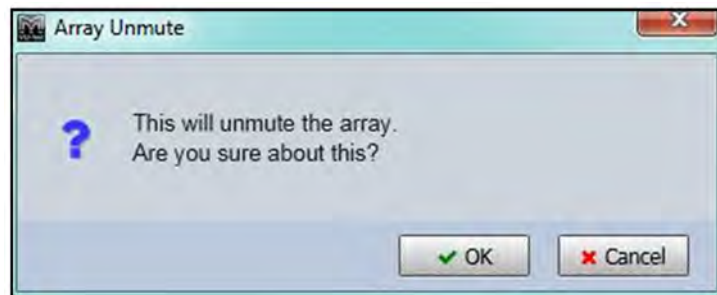 Array Unmute
This will unmute the array.
Are you sure about this?
OK
Cancel